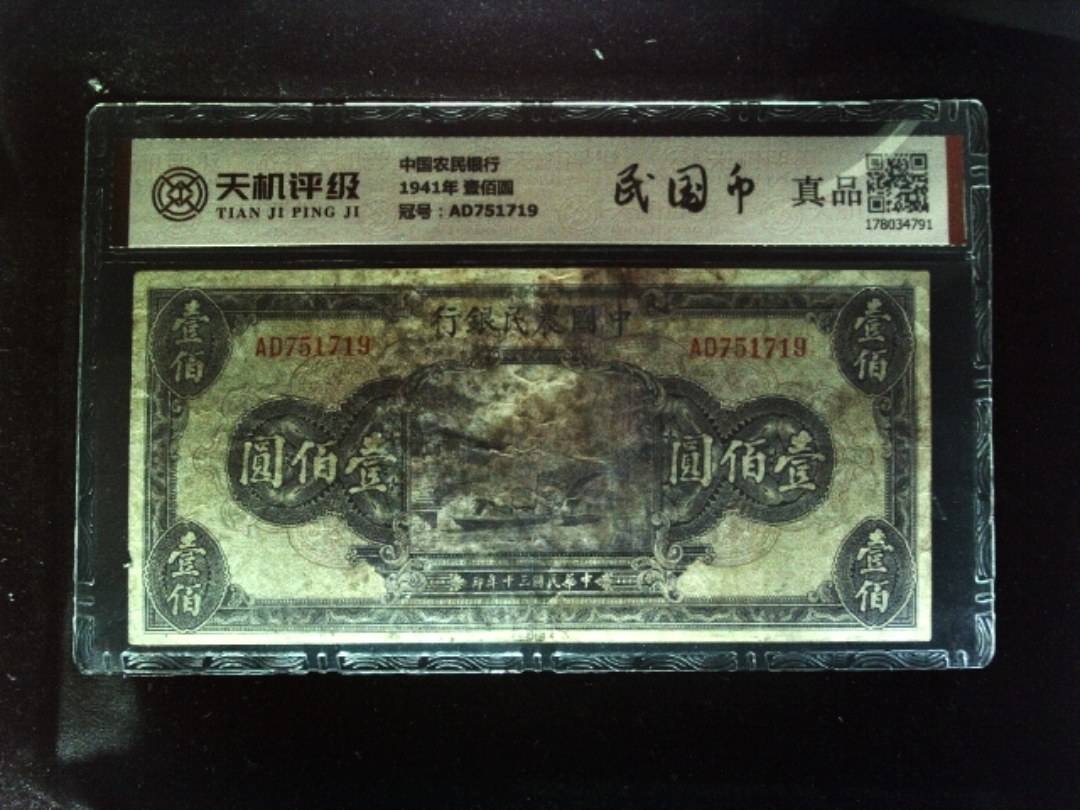 天机评级
TIAN JI PING JI
中国农民银行
1941年 壹佰圆
冠号：AD751719
民国币
真品
178034791
中國農民銀行
AD751719
AD751719
壹佰
壹佰
壹佰圓
壹佰圓
壹佰
壹佰
中華民國三十年印